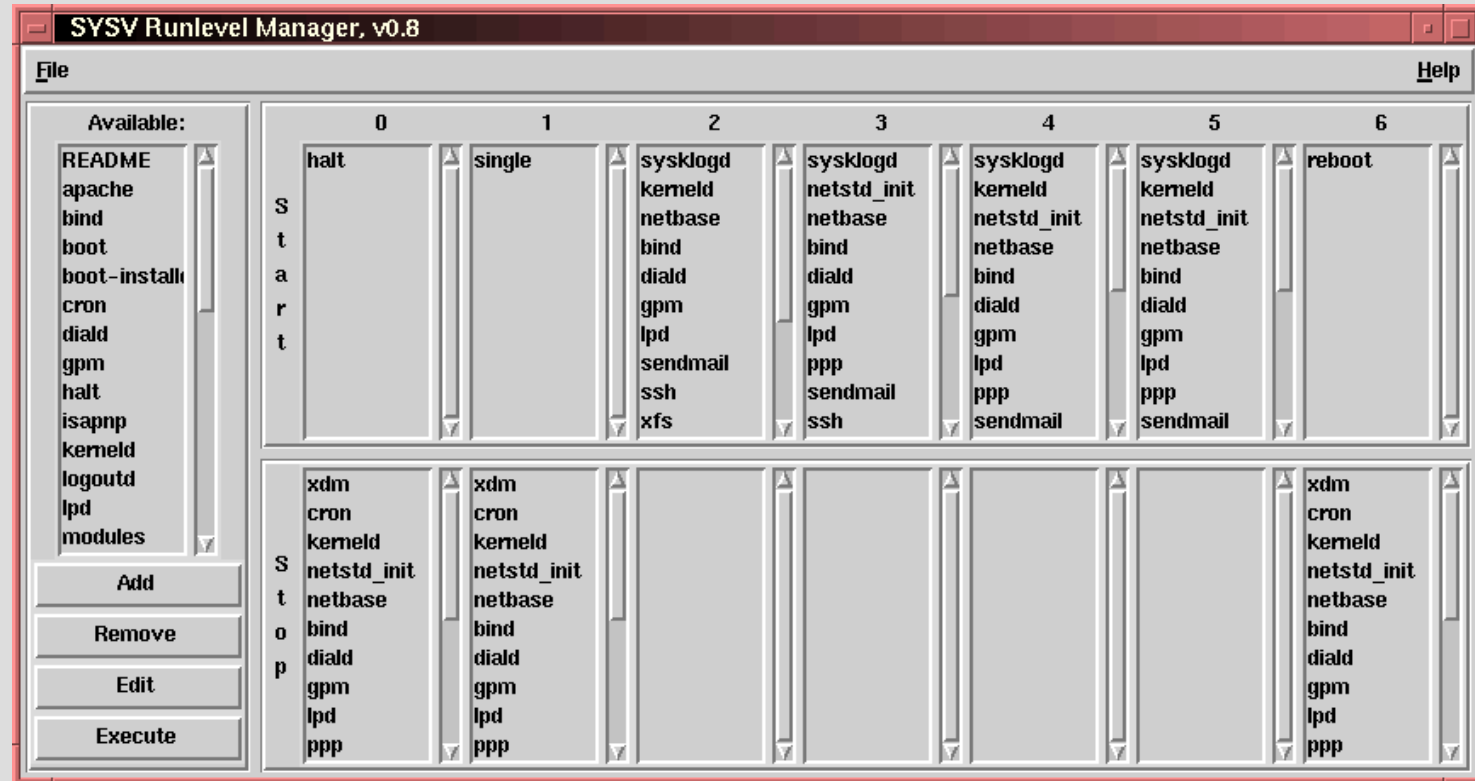 SYSV Runlevel Manager, v0.8
File
Help
Available:
README
apache
bind
boot
boot-installe
cron
diald
gpm
halt
isapnp
kerneld
logoutd
lpd
modules
Add
Remove
Edit
Execute
0 1 2 3 4 5 6
Start
halt
single
sysklogd
kerneld
netbase
bind
diald
gpm
lpd
sendmail
ssh
xfs
sysklogd
netstd_init
netbase
bind
diald
gpm
lpd
ppp
sendmail
ssh
sysklogd
kerneld
netstd_init
netbase
bind
diald
gpm
lpd
ppp
sendmail
sysklogd
kerneld
netstd_init
netbase
bind
diald
gpm
lpd
ppp
sendmail
reboot
Stop
xdm
cron
kerneld
netstd_init
netbase
bind
diald
gpm
lpd
ppp
xdm
cron
kerneld
netstd_init
netbase
bind
diald
gpm
lpd
ppp
xdm
cron
kerneld
netstd_init
netbase
bind
diald
gpm
lpd
ppp